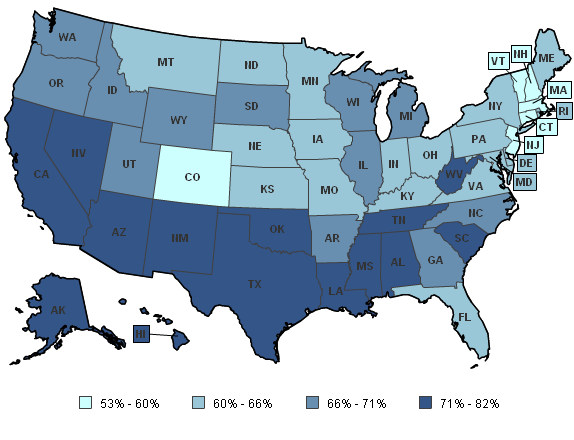 WA
MT
ND
MN
VT
NH
ME
OR
ID
SD
WI
MI
NY
MA
RI
WY
IA
PA
CT
NE
NJ
NV
UT
IL
IN
OH
DE
CA
CO
KS
MO
WV
VA
MD
KY
NC
TN
AZ
NM
OK
AR
SC
MS
AL
GA
TX
LA
AK
HI
FL
53% - 60%  60% - 66%  66% - 71%  71% - 82%